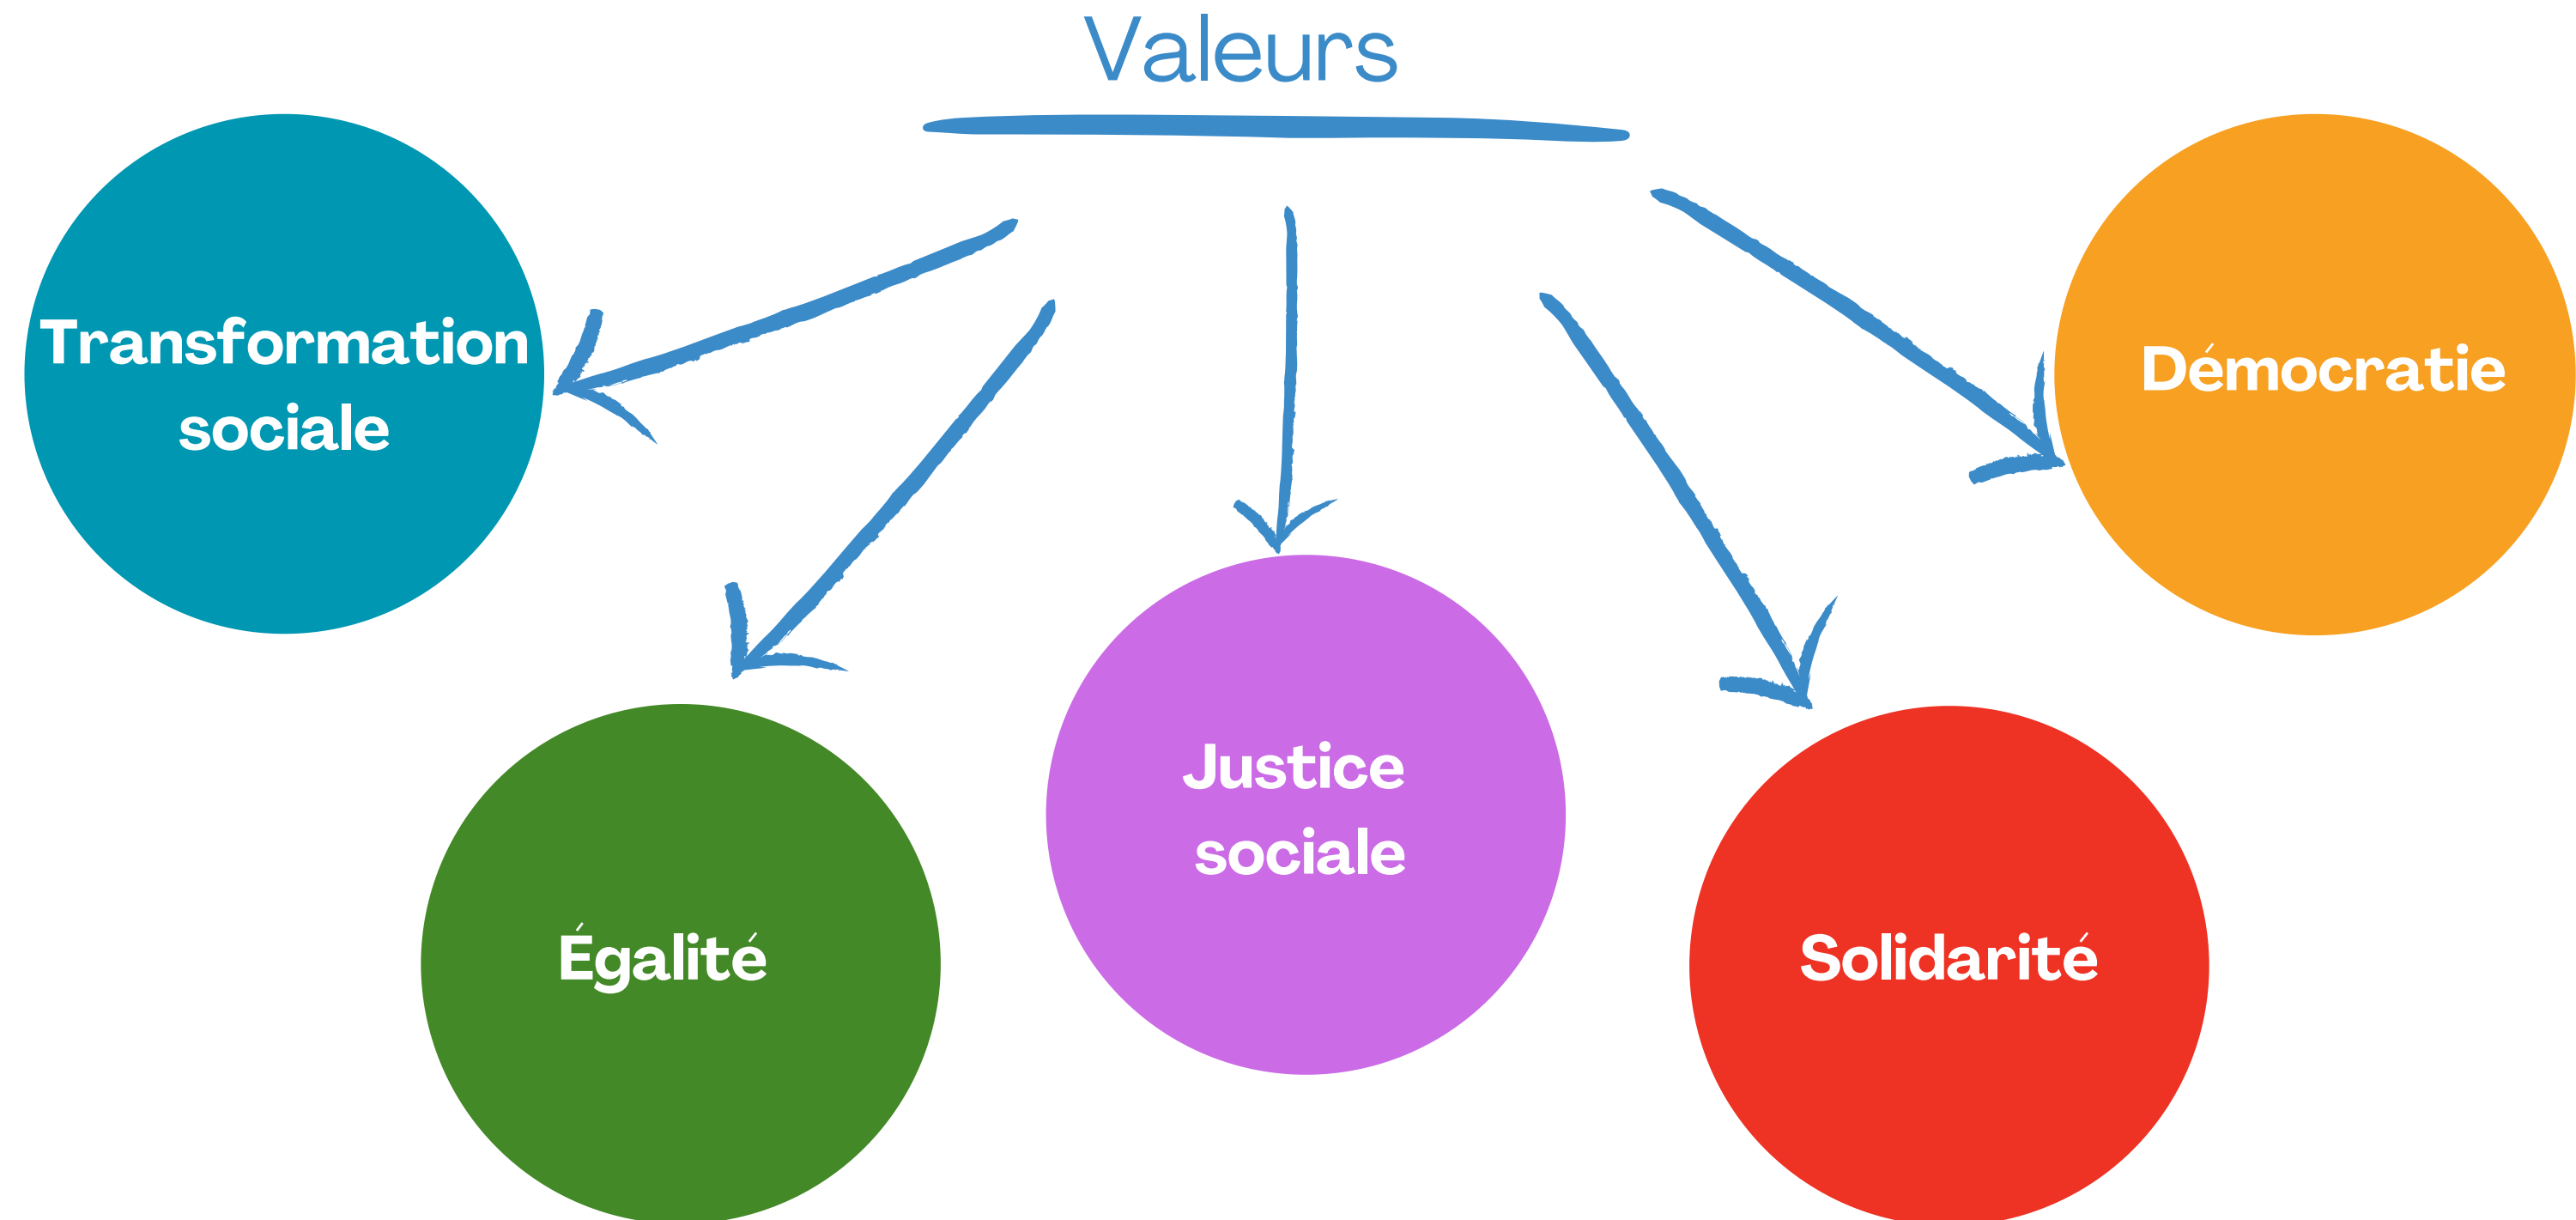 Valeurs
Transformation
sociale
Démocratie
Justice
sociale
Égalité
Solidarité